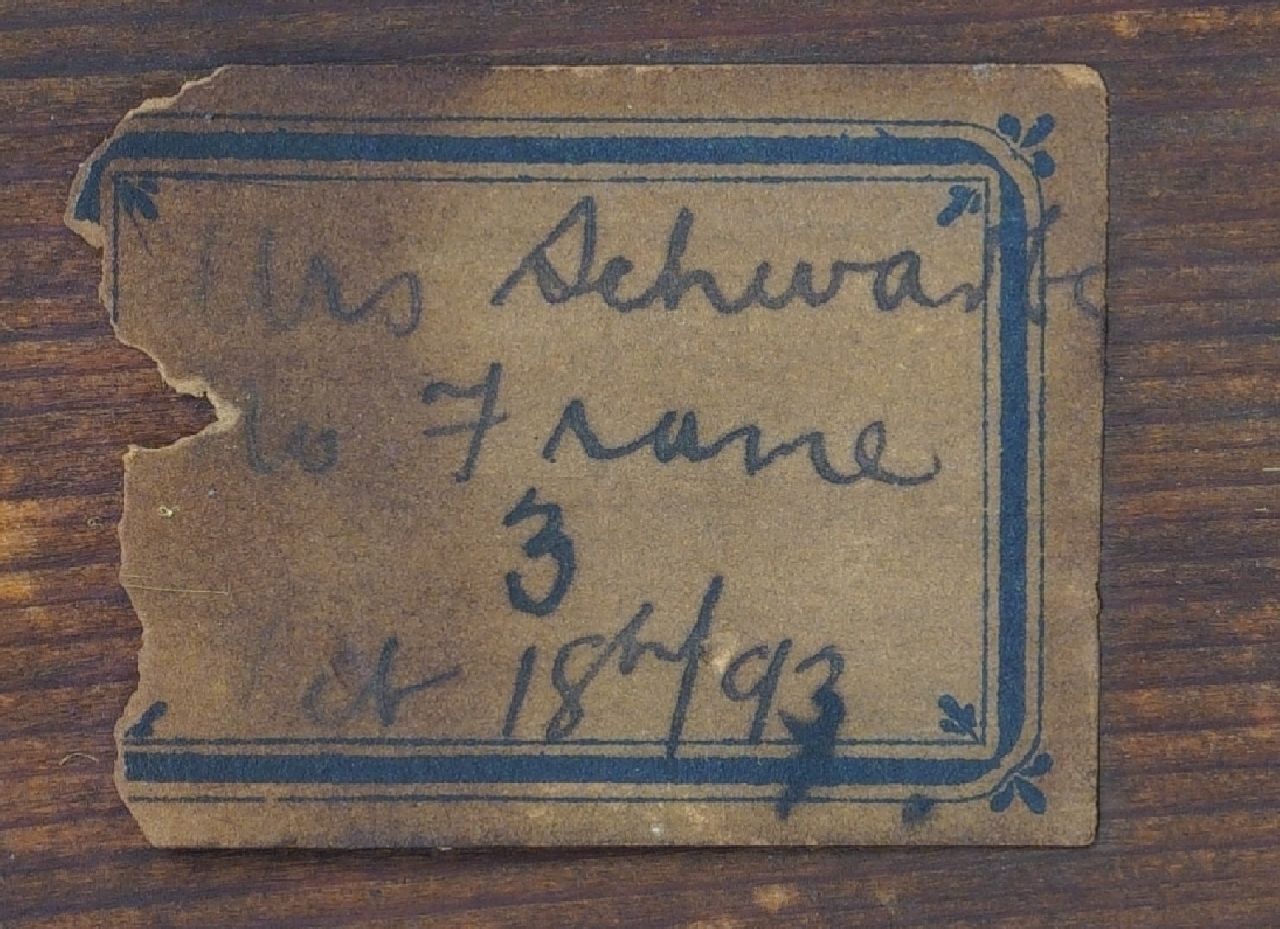 Mrs Schwartz
to Frame
3
Oct 18th/93